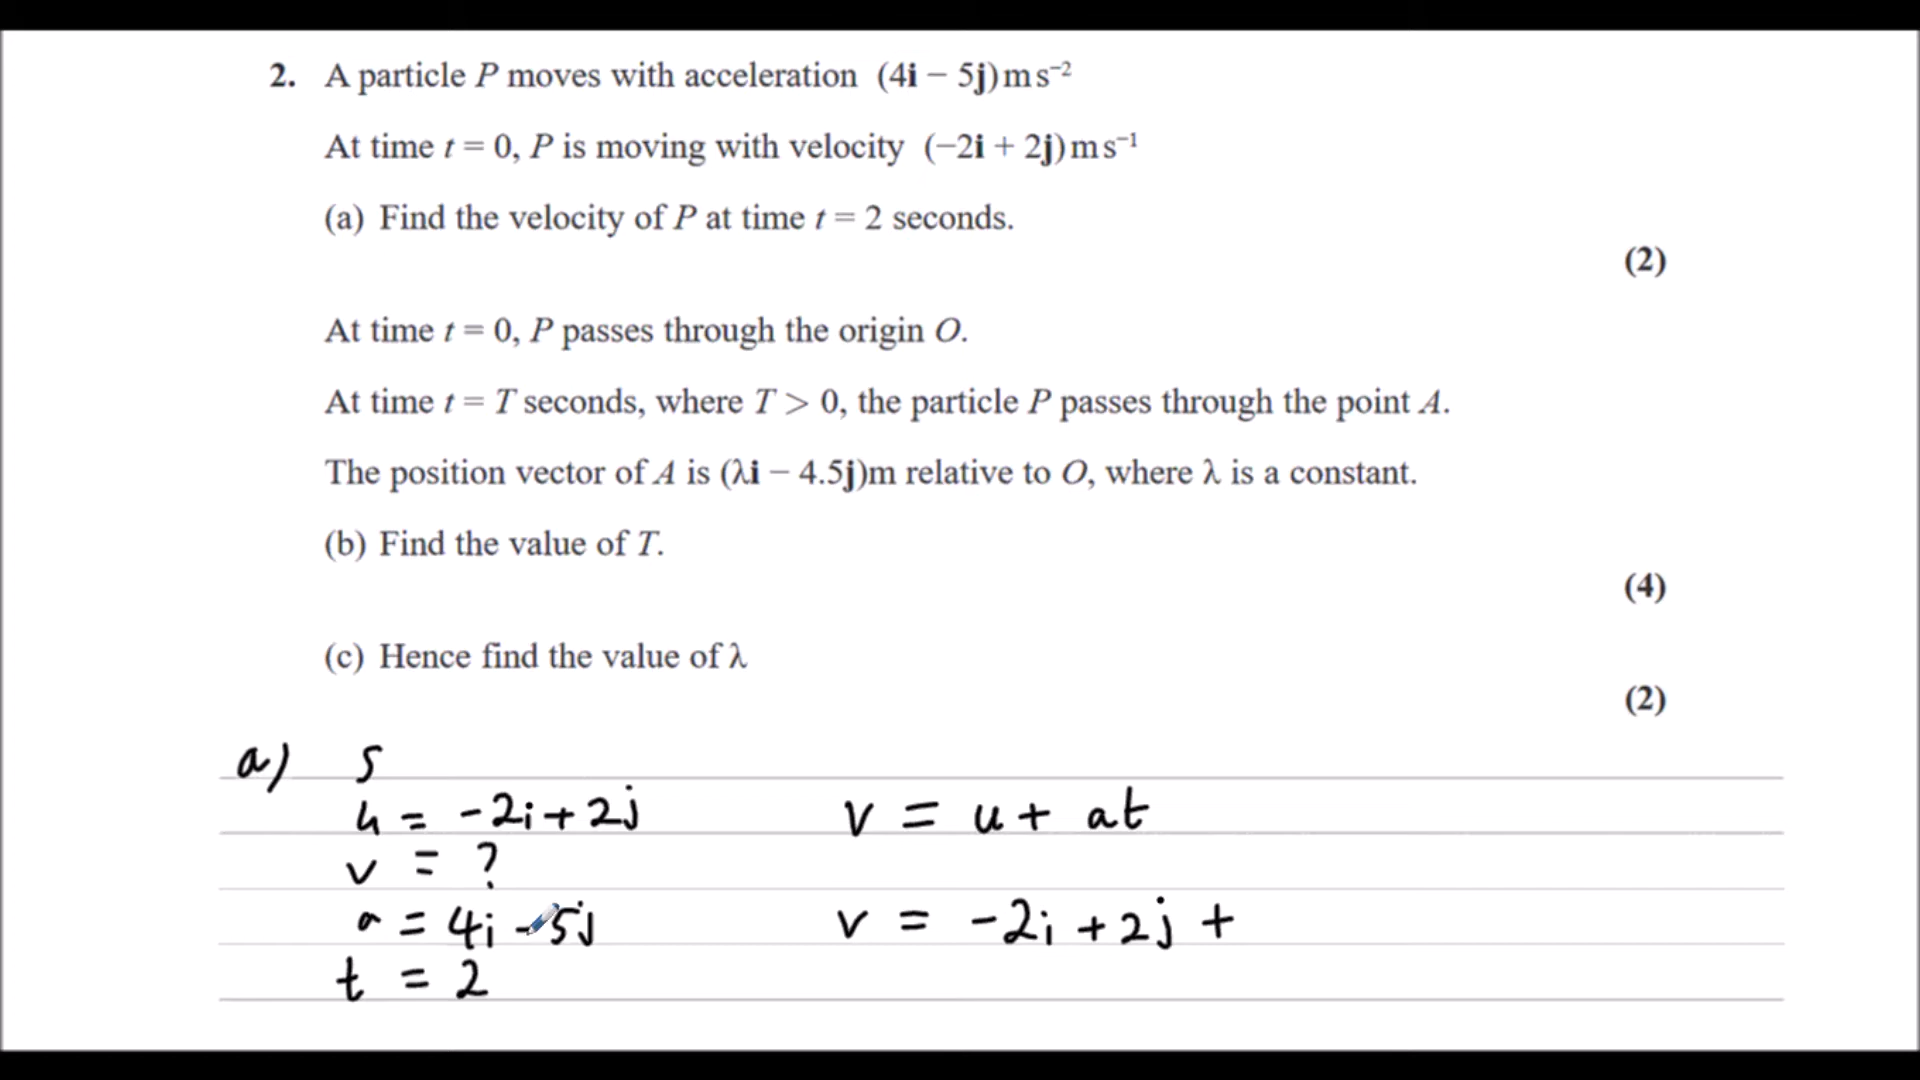 2. A particle P moves with acceleration (4i − 5j) m s⁻²
At time t = 0, P is moving with velocity (−2i + 2j) m s⁻¹
(a) Find the velocity of P at time t = 2 seconds.
(2)
At time t = 0, P passes through the origin O.
At time t = T seconds, where T > 0, the particle P passes through the point A.
The position vector of A is (λi − 4.5j)m relative to O, where λ is a constant.
(b) Find the value of T.
(4)
(c) Hence find the value of λ
(2)
a) s
u = -2i + 2j
v = u + at
v = ?
a = 4i - 5j
v = -2i + 2j +
t = 2